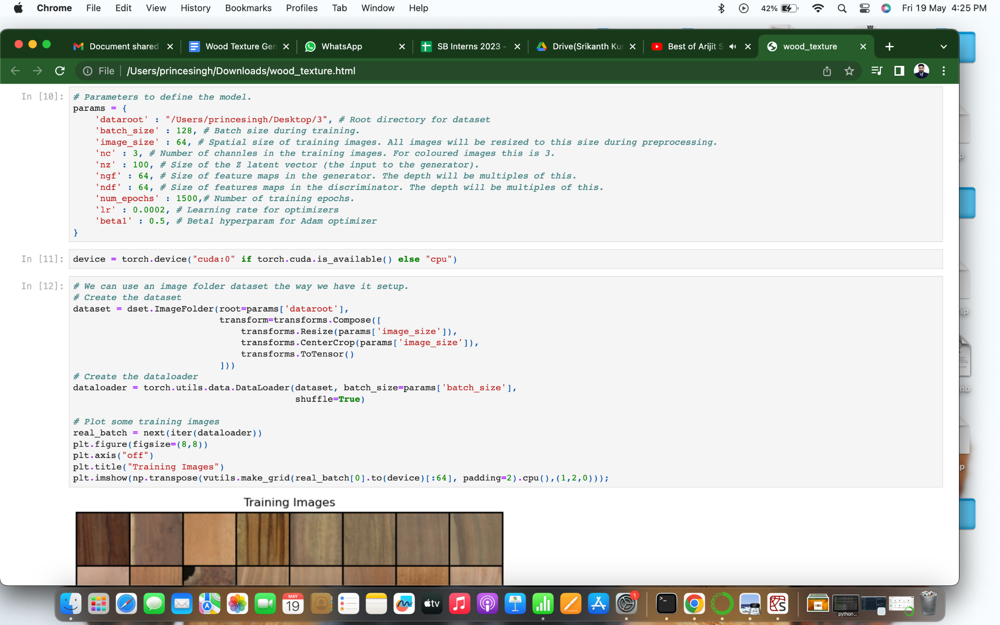 Chrome File Edit View History Bookmarks Profiles Tab Window Help 42% Fri 19 May 4:25 PM
Document shared Wood Texture Gen WhatsApp SB Interns 2023 - Drive(Srikanth Kur Best of Arijit S wood_texture
File /Users/princesingh/Downloads/wood_texture.html
In [10]: # Parameters to define the model.
params = {
    'dataroot' : "/Users/princesingh/Desktop/3", # Root directory for dataset
    'batch_size' : 128, # Batch size during training.
    'image_size' : 64, # Spatial size of training images. All images will be resized to this size during preprocessing.
    'nc' : 3, # Number of channles in the training images. For coloured images this is 3.
    'nz' : 100, # Size of the Z latent vector (the input to the generator).
    'ngf' : 64, # Size of feature maps in the generator. The depth will be multiples of this.
    'ndf' : 64, # Size of features maps in the discriminator. The depth will be multiples of this.
    'num_epochs' : 1500,# Number of training epochs.
    'lr' : 0.0002, # Learning rate for optimizers
    'beta1' : 0.5, # Beta1 hyperparam for Adam optimizer
}
In [11]: device = torch.device("cuda:0" if torch.cuda.is_available() else "cpu")
In [12]: # We can use an image folder dataset the way we have it setup.
# Create the dataset
dataset = dset.ImageFolder(root=params['dataroot'],
                           transform=transforms.Compose([
                               transforms.Resize(params['image_size']),
                               transforms.CenterCrop(params['image_size']),
                               transforms.ToTensor()
                           ]))
# Create the dataloader
dataloader = torch.utils.data.DataLoader(dataset, batch_size=params['batch_size'],
                                         shuffle=True)
# Plot some training images
real_batch = next(iter(dataloader))
plt.figure(figsize=(8,8))
plt.axis("off")
plt.title("Training Images")
plt.imshow(np.transpose(vutils.make_grid(real_batch[0].to(device)[:64], padding=2).cpu(),(1,2,0)));
Training Images
p
zip
nb
p
MAY
19
tv
1
python...